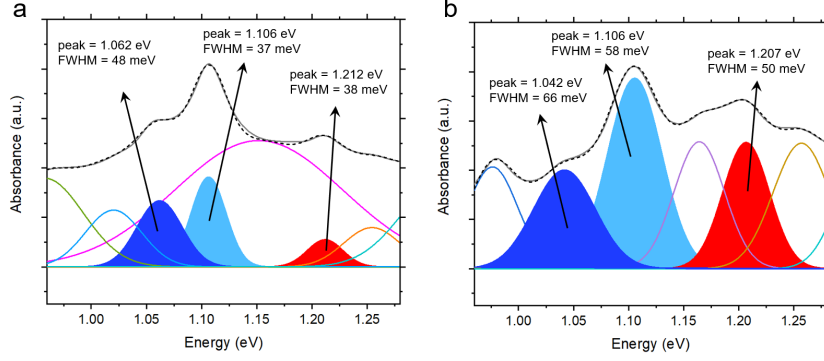 a
peak = 1.062 eV
FWHM = 48 meV
peak = 1.106 eV
FWHM = 37 meV
peak = 1.212 eV
FWHM = 38 meV
Absorbance (a.u.)
1.00 1.05 1.10 1.15 1.20 1.25
Energy (eV)
b
peak = 1.106 eV
FWHM = 58 meV
peak = 1.042 eV
FWHM = 66 meV
peak = 1.207 eV
FWHM = 50 meV
Absorbance (a.u.)
1.00 1.05 1.10 1.15 1.20 1.25
Energy (eV)